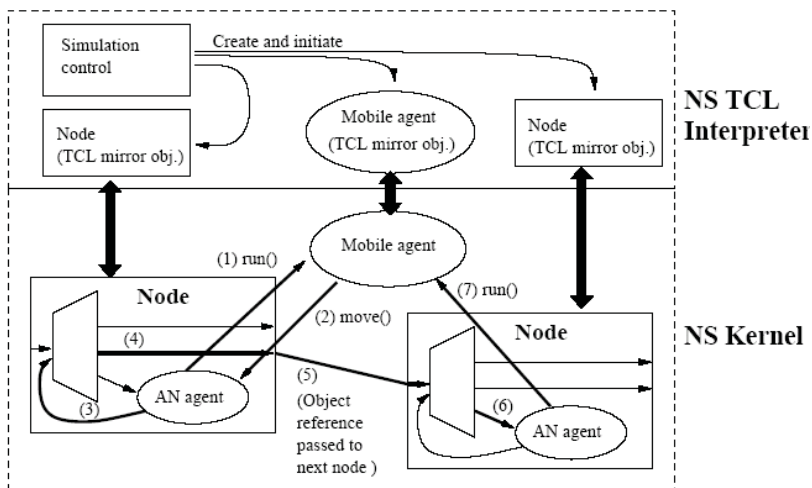 Simulation
control
Create and initiate
Node
(TCL mirror obj.)
Mobile agent
(TCL mirror obj.)
Node
(TCL mirror obj.)
NS TCL
Interpreter
Mobile agent
(1) run()
(2) move()
(7) run()
Node
(4)
(3)
AN agent
(5)
(Object
reference
passed to
next node )
Node
(6)
AN agent
NS Kernel